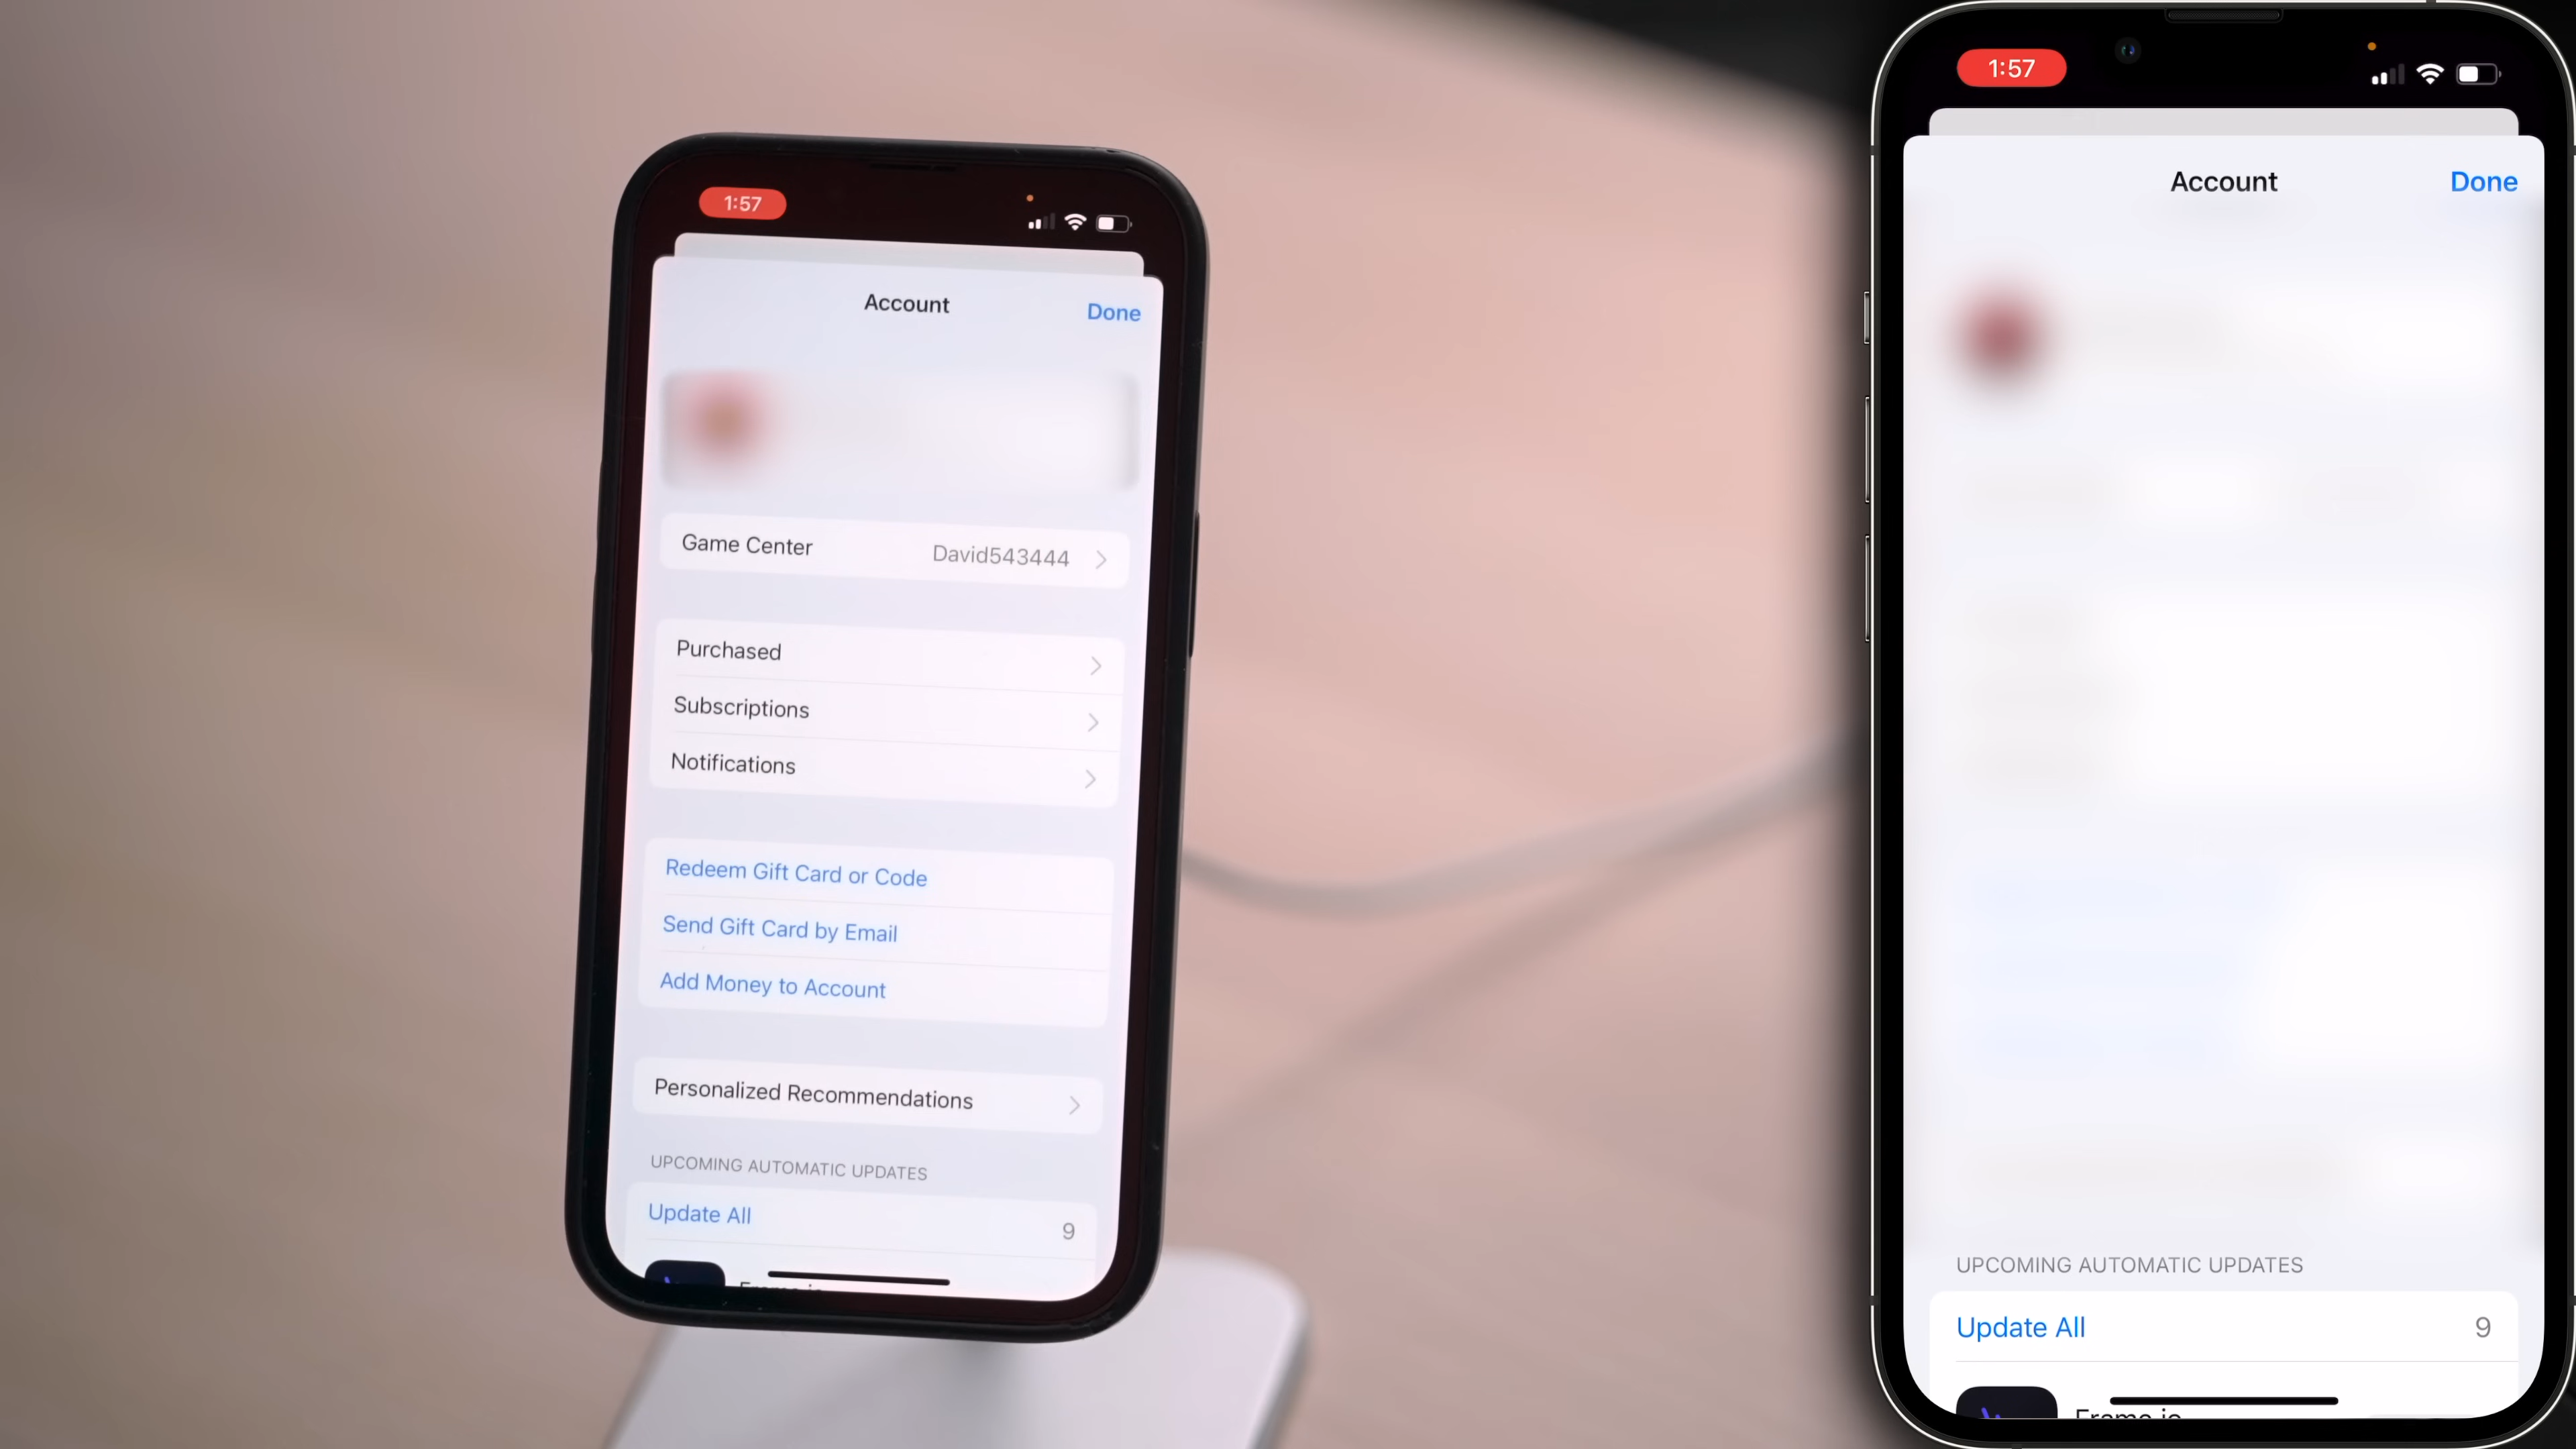 1:57
Account
Done
Game Center
David543444
Purchased
Subscriptions
Notifications
Redeem Gift Card or Code
Send Gift Card by Email
Add Money to Account
Personalized Recommendations
UPCOMING AUTOMATIC UPDATES
Update All
9
1:57
Account
Done
UPCOMING AUTOMATIC UPDATES
Update All
9
Frame.io